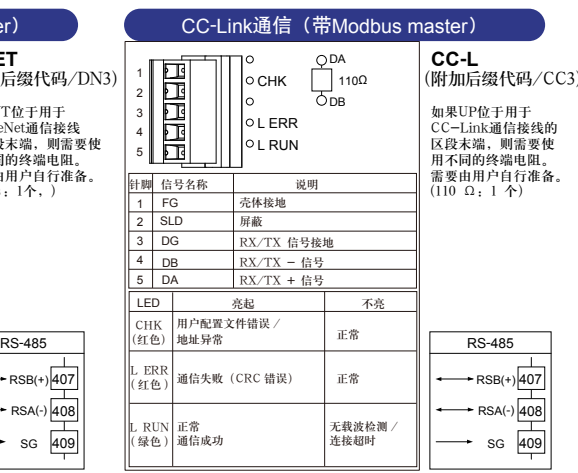 er）
CC-Link通信（带Modbus master）
ET
后缀代码/DN3)
T位于用于
eNet通信接线
段末端，则需要使
同的终端电阻。
由用户自行准备。
：1个，)
1
2
3
4
5
CHK
L ERR
L RUN
DA
110Ω
DB
CC-L
(附加后缀代码/CC3)
如果UP位于用于
CC-Link通信接线的
区段末端，则需要使
用不同的终端电阻。
需要由用户自行准备。
(110 Ω：1 个)
针脚 信号名称 说明
1 FG 壳体接地
2 SLD 屏蔽
3 DG RX/TX 信号接地
4 DB RX/TX － 信号
5 DA RX/TX + 信号
LED 亮起 不亮
CHK (红色) 用户配置文件错误／地址异常 正常
L ERR (红色) 通信失败（CRC 错误） 正常
L RUN (绿色) 正常 通信成功 无载波检测／连接超时
RS-485
RSB(+) 407
RSA(-) 408
SG 409
RS-485
RSB(+) 407
RSA(-) 408
SG 409